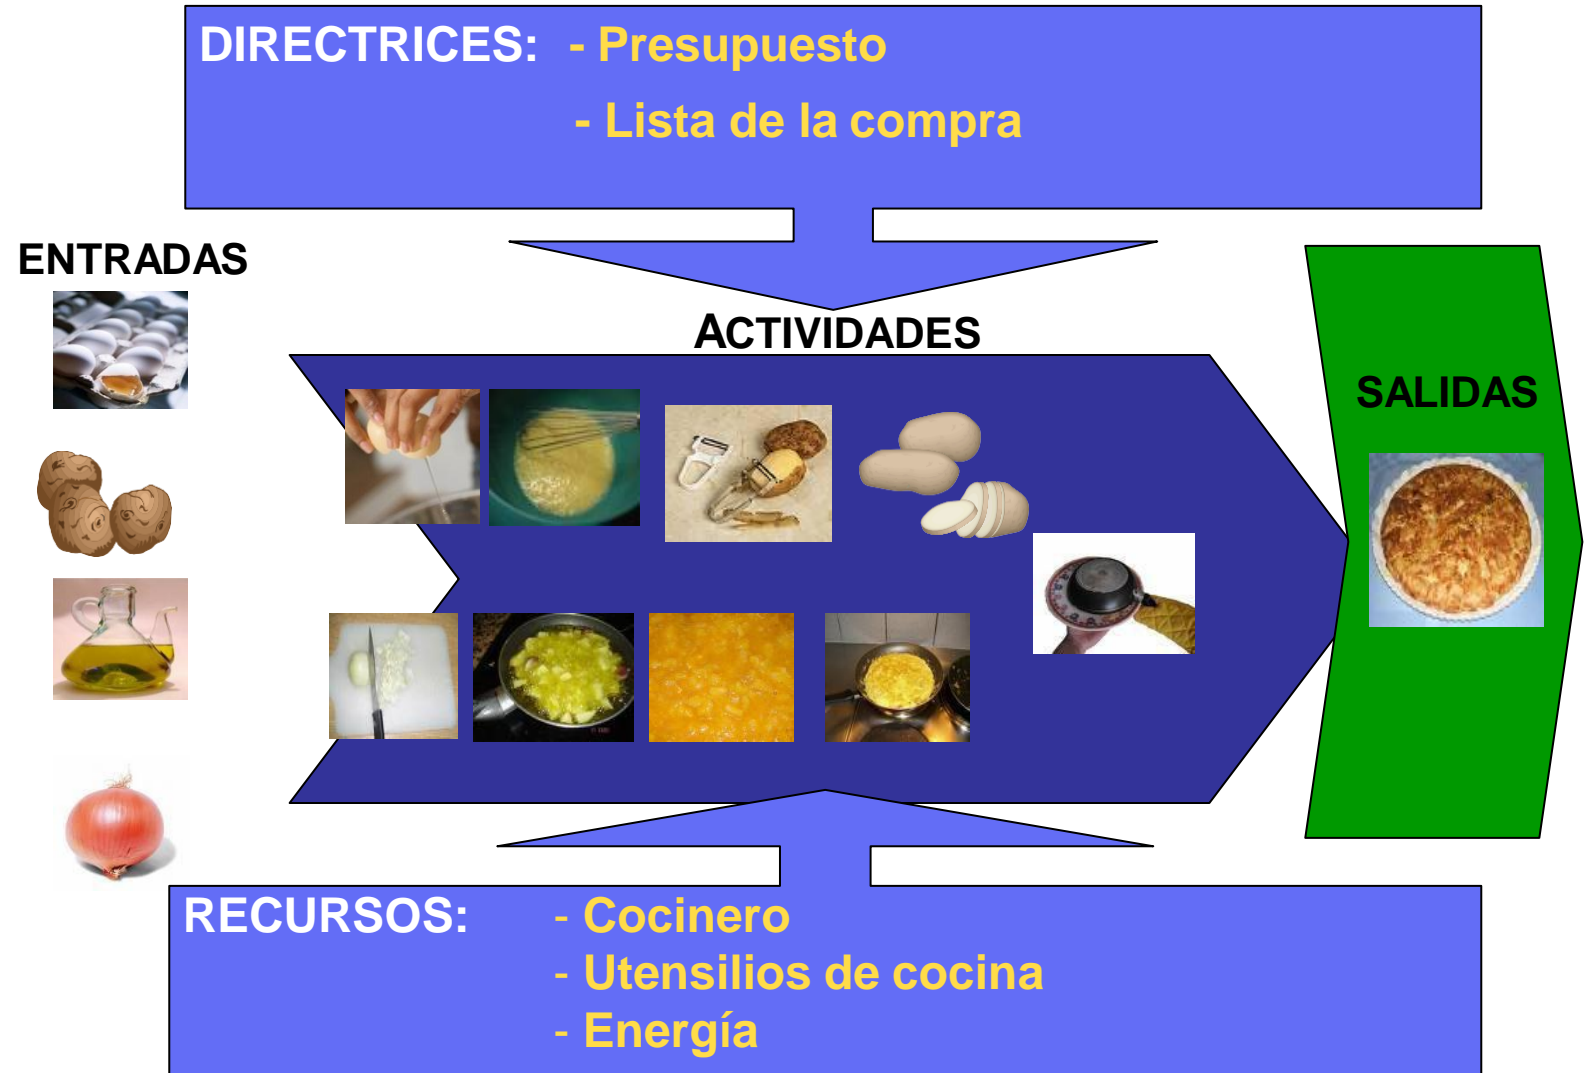 DIRECTRICES: - Presupuesto
- Lista de la compra
ENTRADAS
ACTIVIDADES
SALIDAS
RECURSOS: - Cocinero
- Utensilios de cocina
- Energía